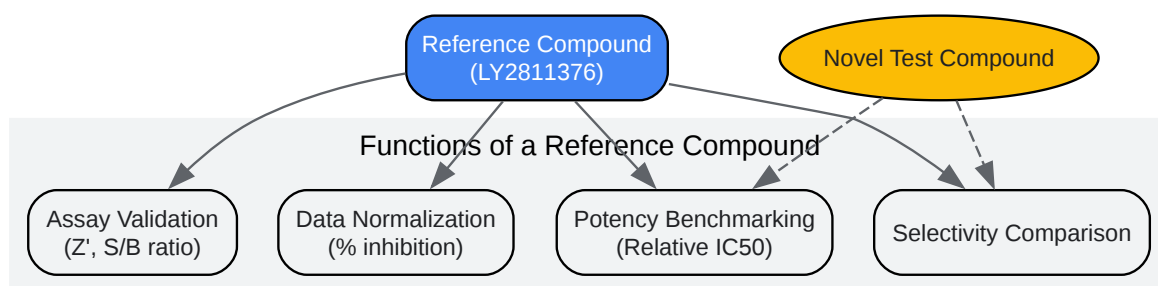 Reference Compound
(LY2811376)
Novel Test Compound
Functions of a Reference Compound
Assay Validation
(Z', S/B ratio)
Data Normalization
(% inhibition)
Potency Benchmarking
(Relative IC50)
Selectivity Comparison